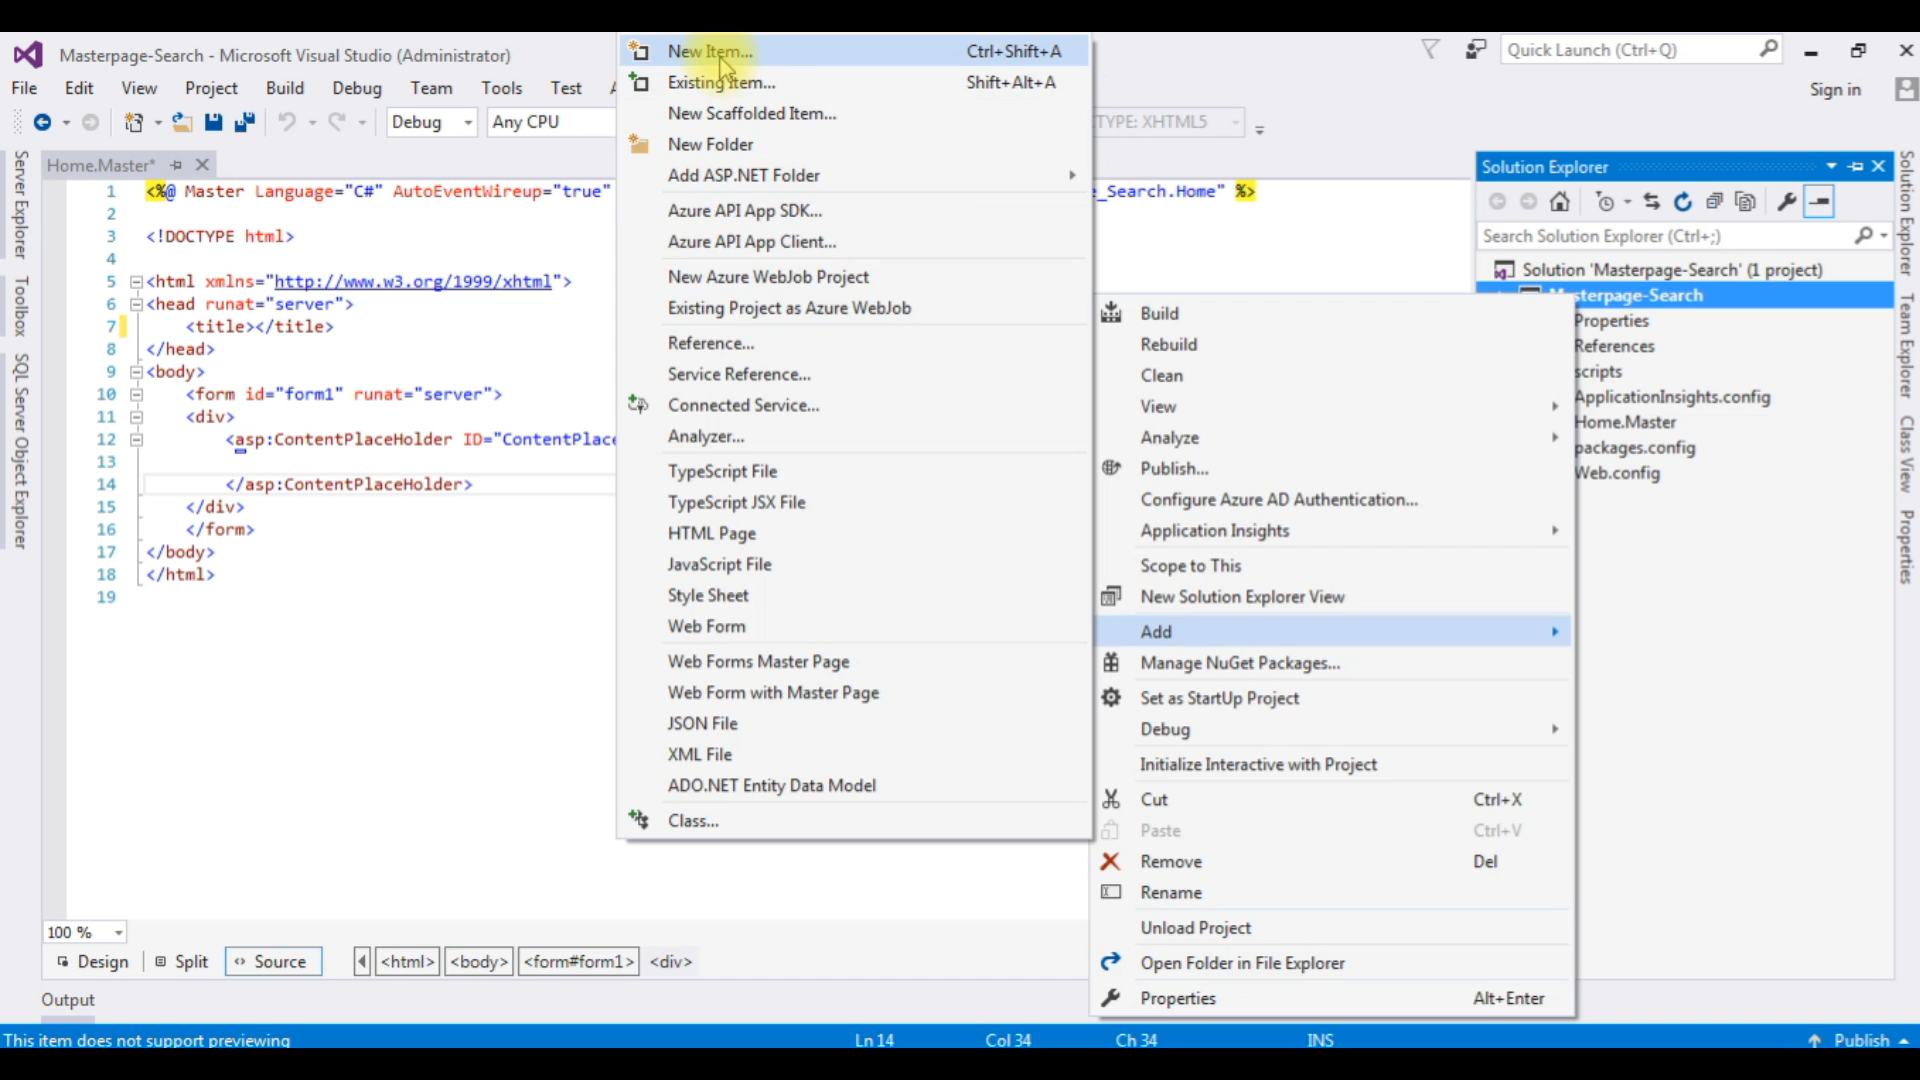 Masterpage-Search - Microsoft Visual Studio (Administrator)
Quick Launch (Ctrl+Q)
File Edit View Project Build Debug Team Tools Test
Sign in
Debug
Any CPU
TYPE: XHTML5
Home.Master*
1 <%@ Master Language="C#" AutoEventWireup="true" _Search.Home" %>
2
3 <!DOCTYPE html>
4
5 <html xmlns="http://www.w3.org/1999/xhtml">
6 <head runat="server">
7 <title></title>
8 </head>
9 <body>
10 <form id="form1" runat="server">
11 <div>
12 <asp:ContentPlaceHolder ID="ContentPlace
13
14 </asp:ContentPlaceHolder>
15 </div>
16 </form>
17 </body>
18 </html>
19
Server Explorer
Toolbox
SQL Server Object Explorer
New Item... Ctrl+Shift+A
Existing Item... Shift+Alt+A
New Scaffolded Item...
New Folder
Add ASP.NET Folder
Azure API App SDK...
Azure API App Client...
New Azure WebJob Project
Existing Project as Azure WebJob
Reference...
Service Reference...
Connected Service...
Analyzer...
TypeScript File
TypeScript JSX File
HTML Page
JavaScript File
Style Sheet
Web Form
Web Forms Master Page
Web Form with Master Page
JSON File
XML File
ADO.NET Entity Data Model
Class...
Build
Rebuild
Clean
View
Analyze
Publish...
Configure Azure AD Authentication...
Application Insights
Scope to This
New Solution Explorer View
Add
Manage NuGet Packages...
Set as StartUp Project
Debug
Initialize Interactive with Project
Cut Ctrl+X
Paste Ctrl+V
Remove Del
Rename
Unload Project
Open Folder in File Explorer
Properties Alt+Enter
Solution Explorer
Search Solution Explorer (Ctrl+;)
Solution 'Masterpage-Search' (1 project)
sterpage-Search
Properties
References
scripts
ApplicationInsights.config
Home.Master
packages.config
Web.config
Solution Explorer
Team Explorer
Class View
Properties
100 %
Design Split Source <html> <body> <form#form1> <div>
Output
This item does not support previewing Ln 14 Col 34 Ch 34 INS Publish